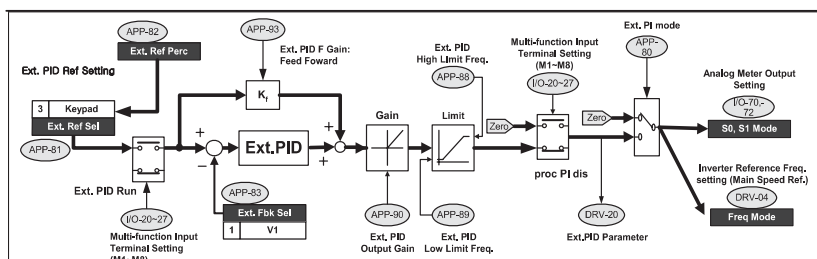 APP-82
Ext. Ref Perc
Ext. PID Ref Setting
3 Keypad
Ext. Ref Sel
APP-81
Ext. PID Run
I/O-20~27
Multi-function Input
Terminal Setting
(M1~M8)
APP-93
Ext. PID F Gain:
Feed Foward
Kf
+
−
+
+
Ext.PID
APP-83
Ext. Fbk Sel
1 V1
Gain
APP-90
Ext. PID
Output Gain
Ext. PID
High Limit Freq.
APP-88
Limit
APP-89
Ext. PID
Low Limit Freq.
Multi-function Input
Terminal Setting
(M1~M8)
I/O-20~27
Zero
proc PI dis
DRV-20
Ext.PID Parameter
Ext. PI mode
APP-
80
Zero
Analog Meter Output
Setting
I/O-70,-
72
S0, S1 Mode
Inverter Reference Freq.
setting (Main Speed Ref.)
DRV-04
Freq Mode